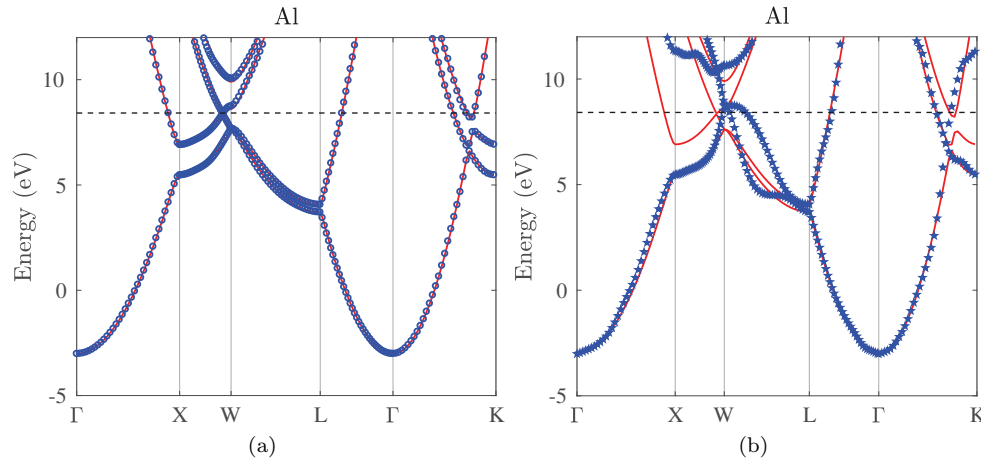 Al
Energy (eV)
10
5
0
-5
Γ X W L Γ K
(a)
Al
Energy (eV)
10
5
0
-5
Γ X W L Γ K
(b)